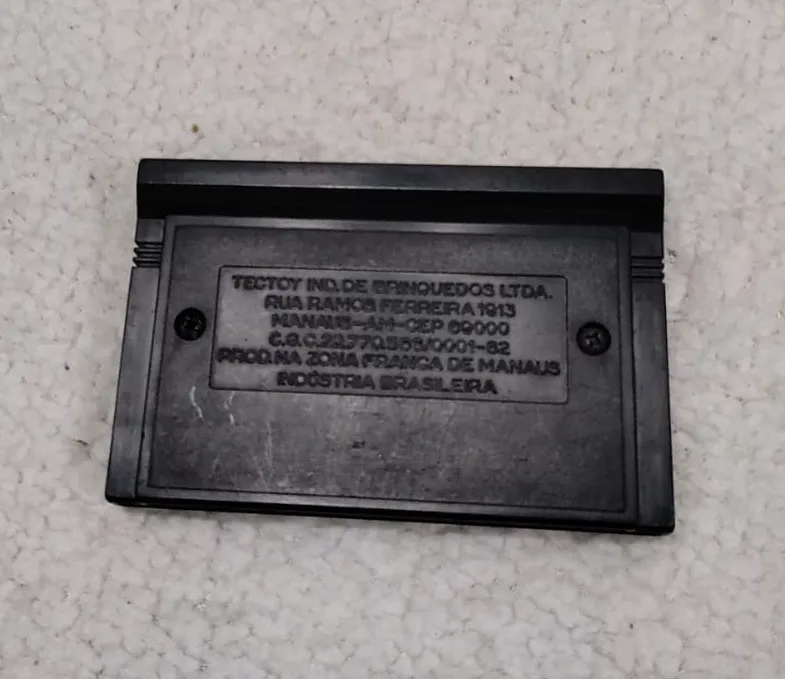 TECTOY IND. DE BRINQUEDOS LTDA.
RUA RAMOS FERREIRA 1913
MANAUS-AM-CEP 69000
C.G.C.
PROD. NA ZONA FRANCA DE MANAUS
INDÚSTRIA BRASILEIRA